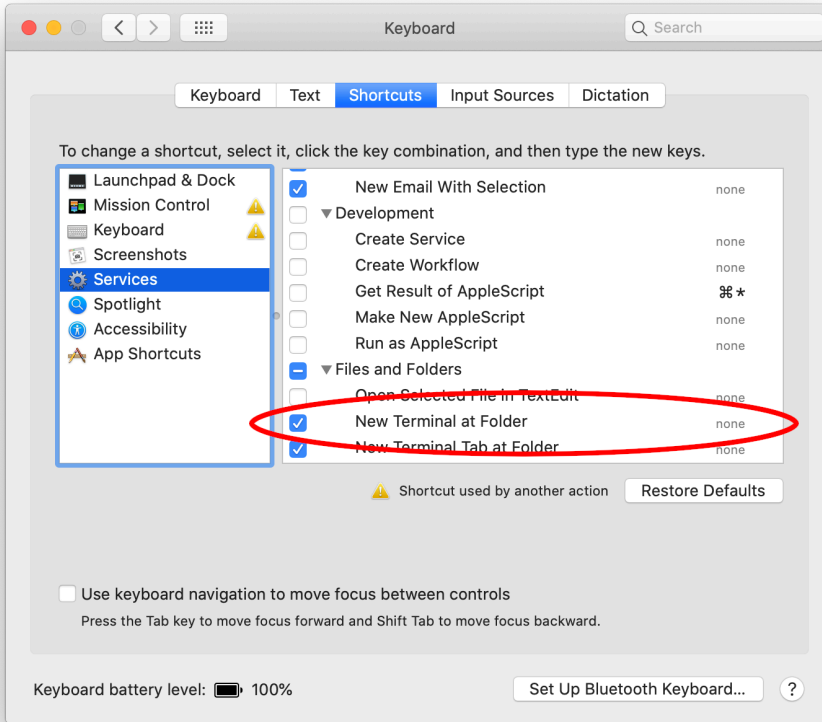 Keyboard
Search
Keyboard Text Shortcuts Input Sources Dictation
To change a shortcut, select it, click the key combination, and then type the new keys.
Launchpad & Dock
Mission Control
Keyboard
Screenshots
Services
Spotlight
Accessibility
App Shortcuts
New Email With Selection none
Development
Create Service none
Create Workflow none
Get Result of AppleScript ⌘*
Make New AppleScript none
Run as AppleScript none
Files and Folders
Open Selected File in TextEdit none
New Terminal at Folder none
New Terminal Tab at Folder none
Shortcut used by another action
Restore Defaults
Use keyboard navigation to move focus between controls
Press the Tab key to move focus forward and Shift Tab to move focus backward.
Keyboard battery level: 100%
Set Up Bluetooth Keyboard...
?